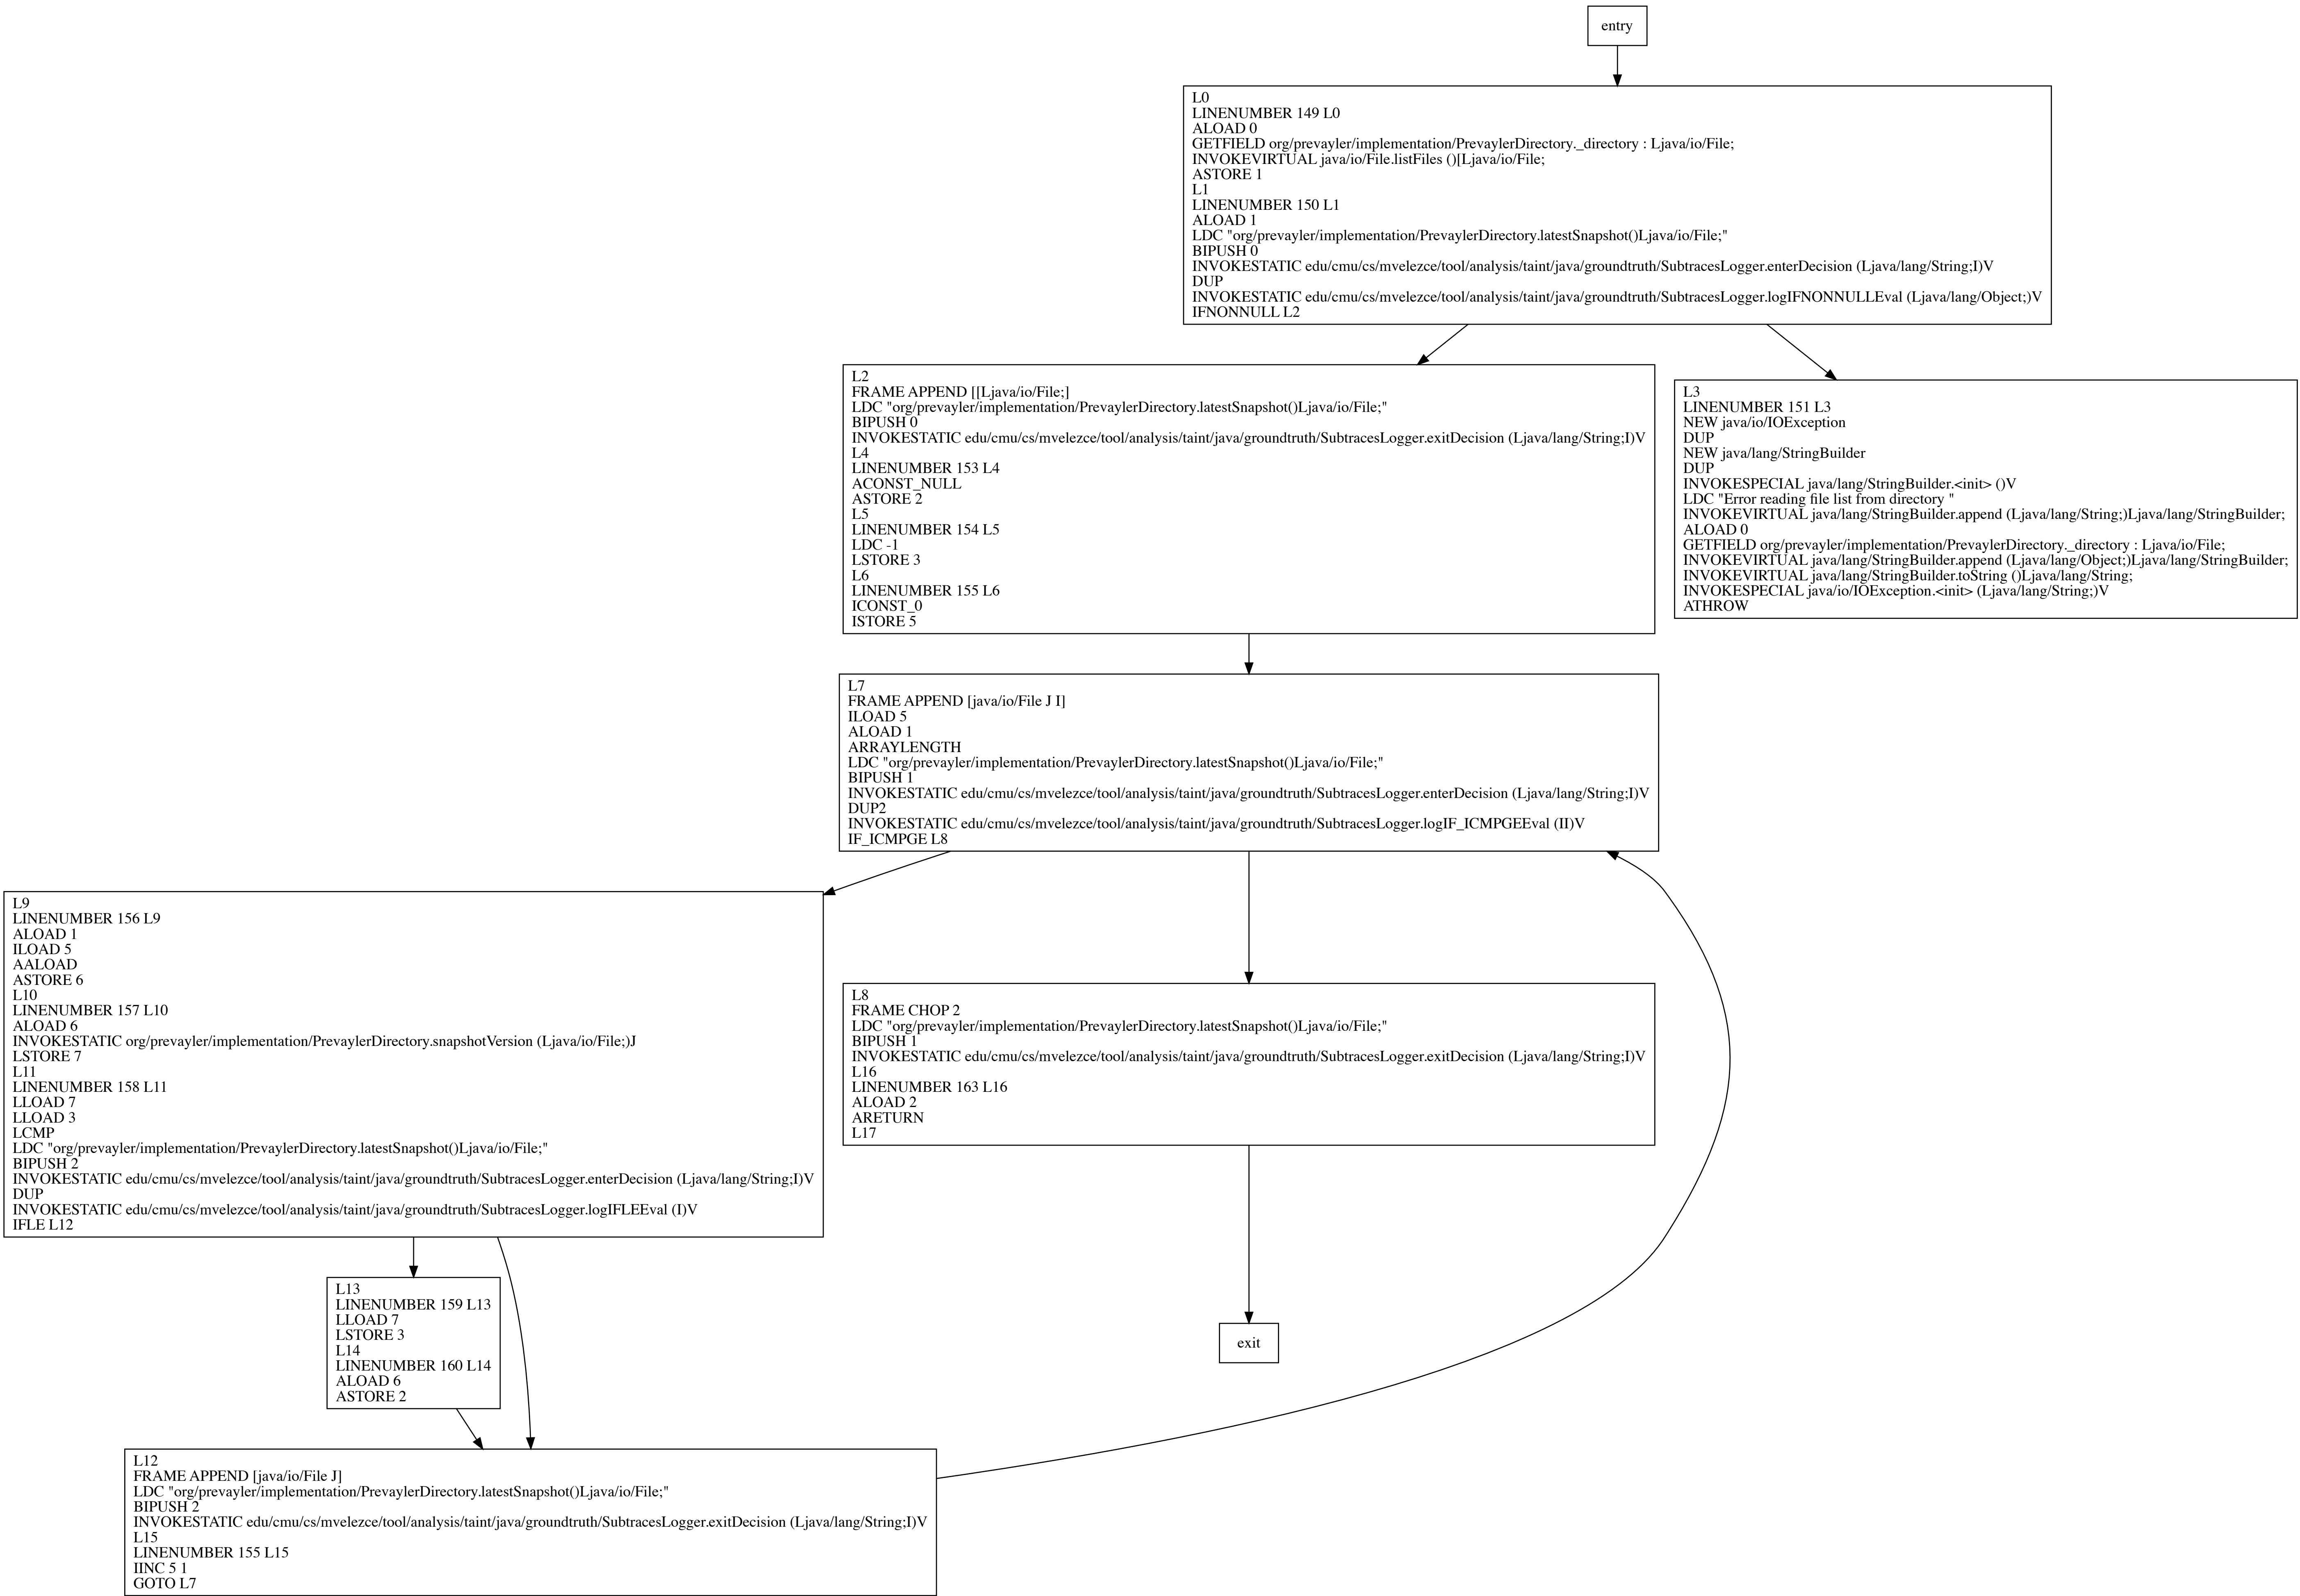 entry
L0
LINENUMBER 149 L0
ALOAD 0
GETFIELD org/prevayler/implementation/PrevaylerDirectory._directory : Ljava/io/File;
INVOKEVIRTUAL java/io/File.listFiles ()[Ljava/io/File;
ASTORE 1
L1
LINENUMBER 150 L1
ALOAD 1
LDC "org/prevayler/implementation/PrevaylerDirectory.latestSnapshot()Ljava/io/File;"
BIPUSH 0
INVOKESTATIC edu/cmu/cs/mvelezce/tool/analysis/taint/java/groundtruth/SubtracesLogger.enterDecision (Ljava/lang/String;I)V
DUP
INVOKESTATIC edu/cmu/cs/mvelezce/tool/analysis/taint/java/groundtruth/SubtracesLogger.logIFNONNULLEval (Ljava/lang/Object;)V
IFNONNULL L2
L2
FRAME APPEND [[Ljava/io/File;]
LDC "org/prevayler/implementation/PrevaylerDirectory.latestSnapshot()Ljava/io/File;"
BIPUSH 0
INVOKESTATIC edu/cmu/cs/mvelezce/tool/analysis/taint/java/groundtruth/SubtracesLogger.exitDecision (Ljava/lang/String;I)V
L4
LINENUMBER 153 L4
ACONST_NULL
ASTORE 2
L5
LINENUMBER 154 L5
LDC -1
LSTORE 3
L6
LINENUMBER 155 L6
ICONST_0
ISTORE 5
L3
LINENUMBER 151 L3
NEW java/io/IOException
DUP
NEW java/lang/StringBuilder
DUP
INVOKESPECIAL java/lang/StringBuilder.<init> ()V
LDC "Error reading file list from directory "
INVOKEVIRTUAL java/lang/StringBuilder.append (Ljava/lang/String;)Ljava/lang/StringBuilder;
ALOAD 0
GETFIELD org/prevayler/implementation/PrevaylerDirectory._directory : Ljava/io/File;
INVOKEVIRTUAL java/lang/StringBuilder.append (Ljava/lang/Object;)Ljava/lang/StringBuilder;
INVOKEVIRTUAL java/lang/StringBuilder.toString ()Ljava/lang/String;
INVOKESPECIAL java/io/IOException.<init> (Ljava/lang/String;)V
ATHROW
L7
FRAME APPEND [java/io/File J I]
ILOAD 5
ALOAD 1
ARRAYLENGTH
LDC "org/prevayler/implementation/PrevaylerDirectory.latestSnapshot()Ljava/io/File;"
BIPUSH 1
INVOKESTATIC edu/cmu/cs/mvelezce/tool/analysis/taint/java/groundtruth/SubtracesLogger.enterDecision (Ljava/lang/String;I)V
DUP2
INVOKESTATIC edu/cmu/cs/mvelezce/tool/analysis/taint/java/groundtruth/SubtracesLogger.logIF_ICMPGEEval (II)V
IF_ICMPGE L8
L9
LINENUMBER 156 L9
ALOAD 1
ILOAD 5
AALOAD
ASTORE 6
L10
LINENUMBER 157 L10
ALOAD 6
INVOKESTATIC org/prevayler/implementation/PrevaylerDirectory.snapshotVersion (Ljava/io/File;)J
LSTORE 7
L11
LINENUMBER 158 L11
LLOAD 7
LLOAD 3
LCMP
LDC "org/prevayler/implementation/PrevaylerDirectory.latestSnapshot()Ljava/io/File;"
BIPUSH 2
INVOKESTATIC edu/cmu/cs/mvelezce/tool/analysis/taint/java/groundtruth/SubtracesLogger.enterDecision (Ljava/lang/String;I)V
DUP
INVOKESTATIC edu/cmu/cs/mvelezce/tool/analysis/taint/java/groundtruth/SubtracesLogger.logIFLEEval (I)V
IFLE L12
L8
FRAME CHOP 2
LDC "org/prevayler/implementation/PrevaylerDirectory.latestSnapshot()Ljava/io/File;"
BIPUSH 1
INVOKESTATIC edu/cmu/cs/mvelezce/tool/analysis/taint/java/groundtruth/SubtracesLogger.exitDecision (Ljava/lang/String;I)V
L16
LINENUMBER 163 L16
ALOAD 2
ARETURN
L17
L13
LINENUMBER 159 L13
LLOAD 7
LSTORE 3
L14
LINENUMBER 160 L14
ALOAD 6
ASTORE 2
exit
L12
FRAME APPEND [java/io/File J]
LDC "org/prevayler/implementation/PrevaylerDirectory.latestSnapshot()Ljava/io/File;"
BIPUSH 2
INVOKESTATIC edu/cmu/cs/mvelezce/tool/analysis/taint/java/groundtruth/SubtracesLogger.exitDecision (Ljava/lang/String;I)V
L15
LINENUMBER 155 L15
IINC 5 1
GOTO L7